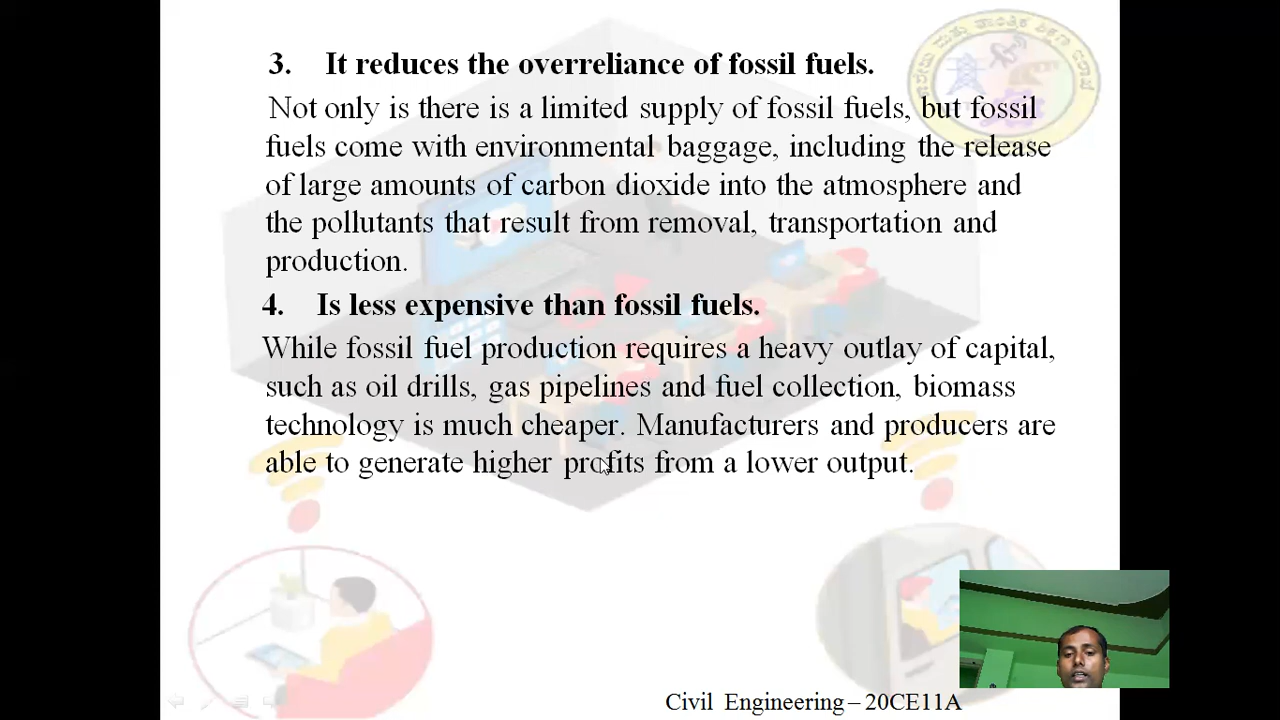 3. It reduces the overreliance of fossil fuels.
Not only is there is a limited supply of fossil fuels, but fossil
fuels come with environmental baggage, including the release
of large amounts of carbon dioxide into the atmosphere and
the pollutants that result from removal, transportation and
production.
4. Is less expensive than fossil fuels.
While fossil fuel production requires a heavy outlay of capital,
such as oil drills, gas pipelines and fuel collection, biomass
technology is much cheaper. Manufacturers and producers are
able to generate higher profits from a lower output.
Civil Engineering – 20CE11A